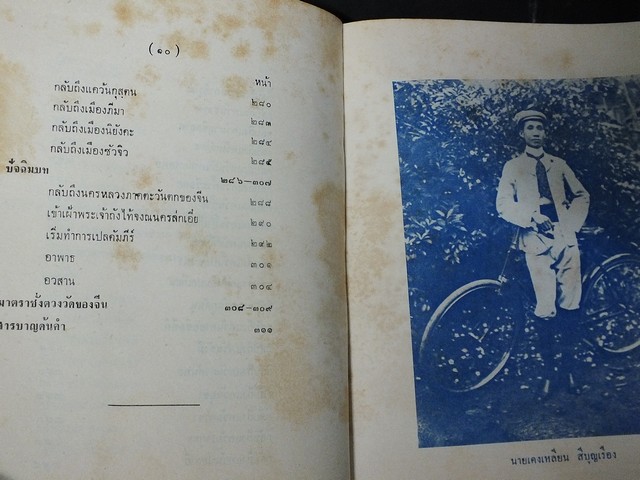 (๑๐)
หน้า
กลับถึงแคว้นกุสตน ๒๘๐
กลับถึงเมืองภีมา ๒๘๓
กลับถึงเมืองนิยังคะ ๒๘๔
กลับถึงเมืองซัวจิว ๒๘๕
ปัจฉิมบท ๒๘๖-๓๐๗
กลับถึงนครหลวงภาคตะวันตกของจีน ๒๘๘
เข้าเฝ้าพระเจ้าถังไท้จงณนครลกเอี๋ย ๒๙๐
เริ่มทำการแปลคัมภีร์ ๒๙๒
อาพาธ ๓๐๑
อวสาน ๓๐๔
มาตราชั่งตวงวัดของจีน ๓๐๘-๓๐๙
สารบาญค้นคำ ๓๑๑
นายเคงเหลียน สีบุญเรือง